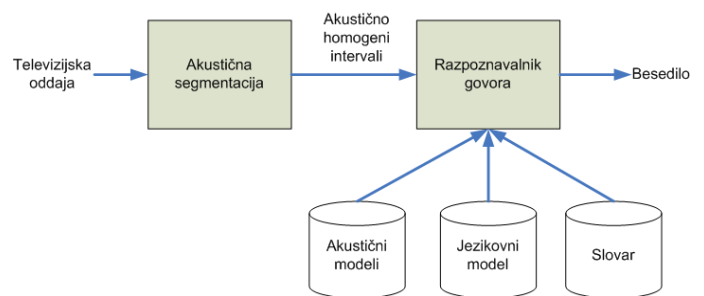 Televizijska
oddaja
Akustična
segmentacija
Akustično
homogeni
intervali
Razpoznavalnik
govora
Besedilo
Akustični
modeli
Jezikovni
model
Slovar